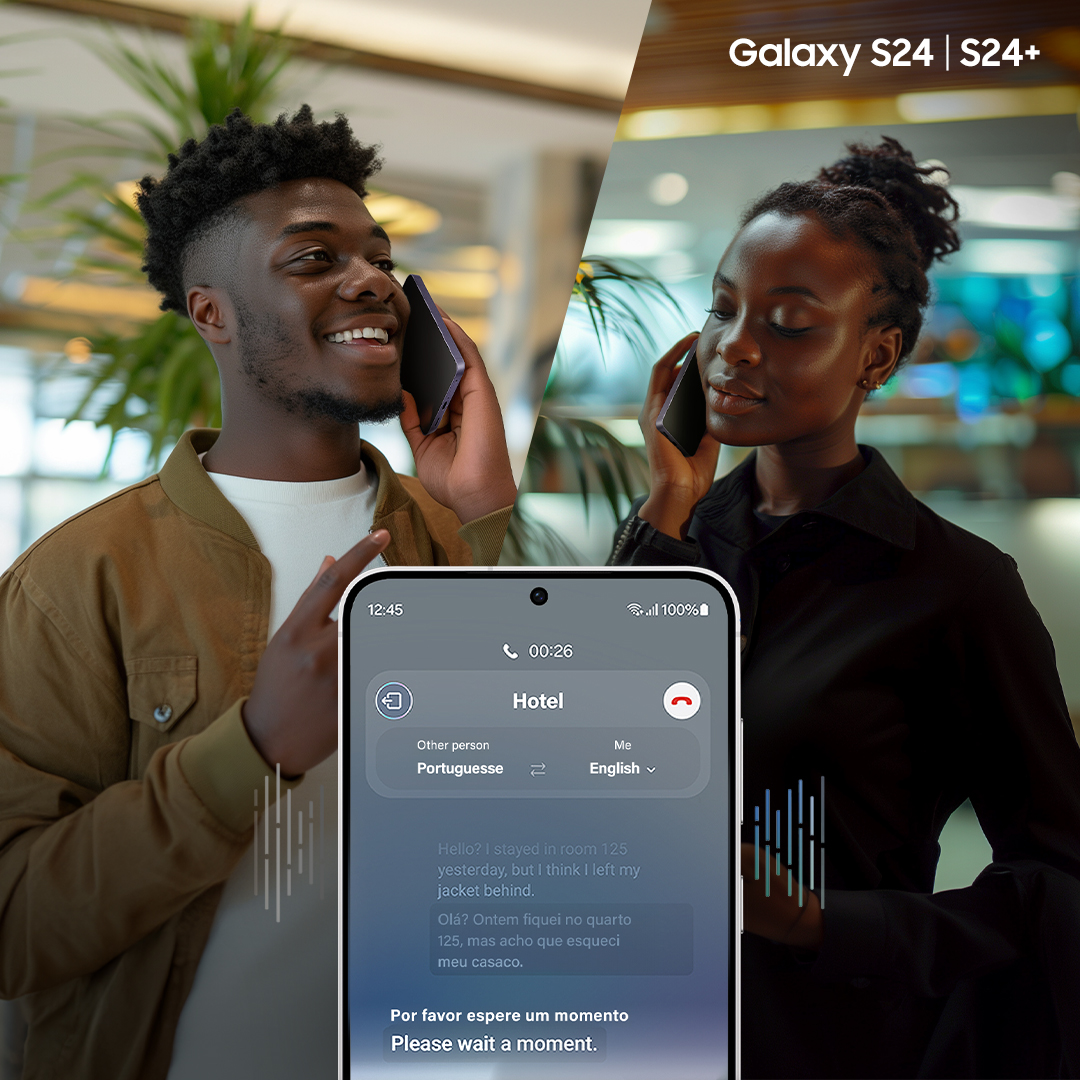 Galaxy S24 | S24+
12:45
100%
00:26
Hotel
Other person
Me
Portuguesse
English
Hello? I stayed in room 125
yesterday, but I think I left my
jacket behind.
Olá? Ontem fiquei no quarto
125, mas acho que esqueci
meu casaco.
Por favor espere um momento
Please wait a moment.